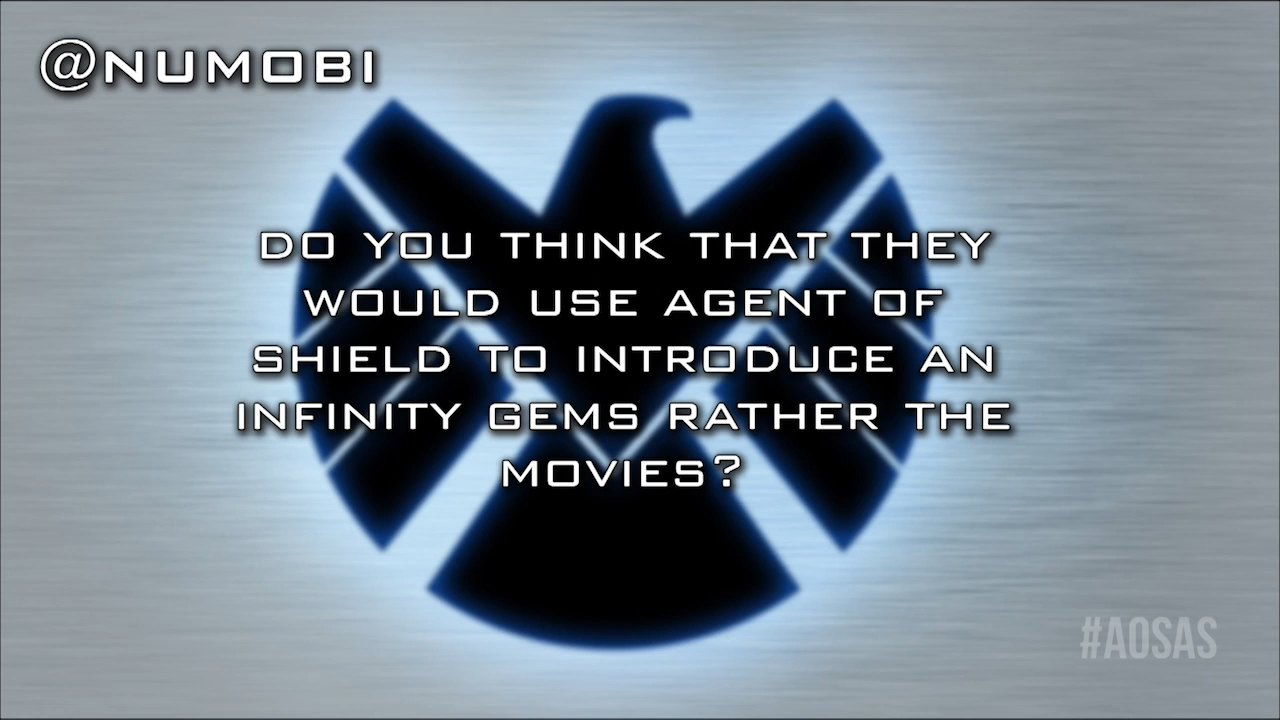 @NUMOBI
DO YOU THINK THAT THEY
WOULD USE AGENT OF
SHIELD TO INTRODUCE AN
INFINITY GEMS RATHER THE
MOVIES?
#AOSAS